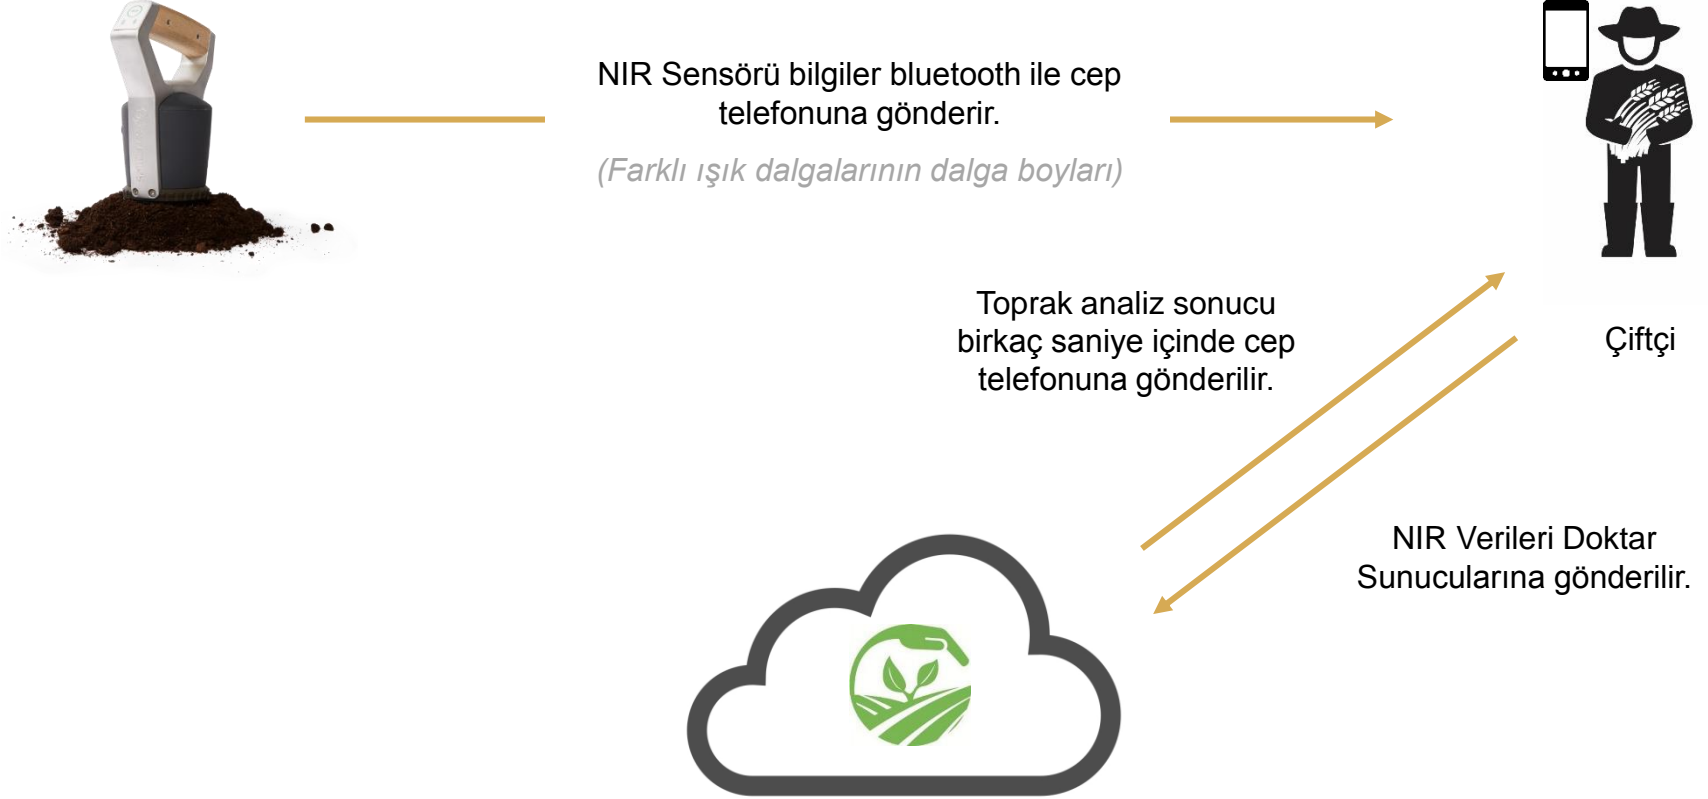 NIR Sensörü bilgiler bluetooth ile cep
telefonuna gönderir.
(Farklı ışık dalgalarının dalga boyları)
Toprak analiz sonucu
birkaç saniye içinde cep
telefonuna gönderilir.
Çiftçi
NIR Verileri Doktar
Sunucularına gönderilir.